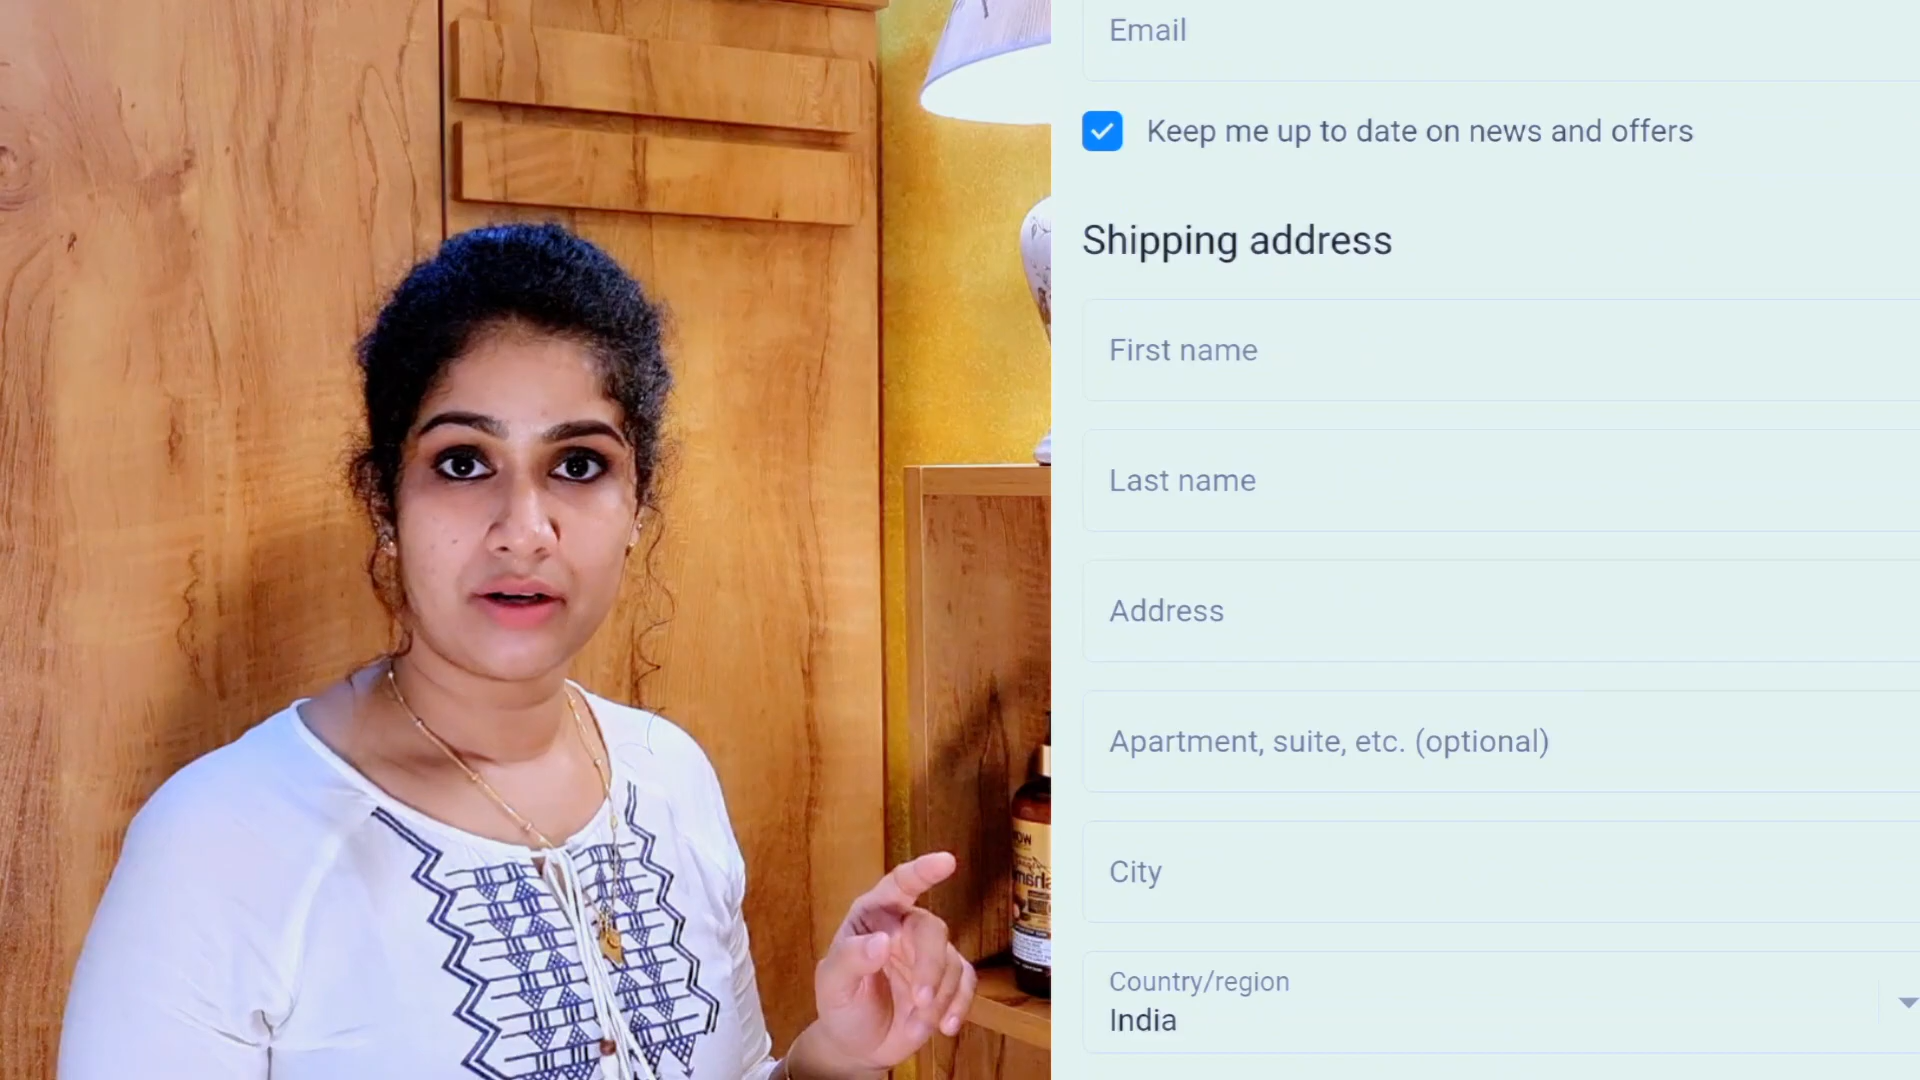 Email
Keep me up to date on news and offers
Shipping address
First name
Last name
Address
Apartment, suite, etc. (optional)
City
Country/region
India
WOW